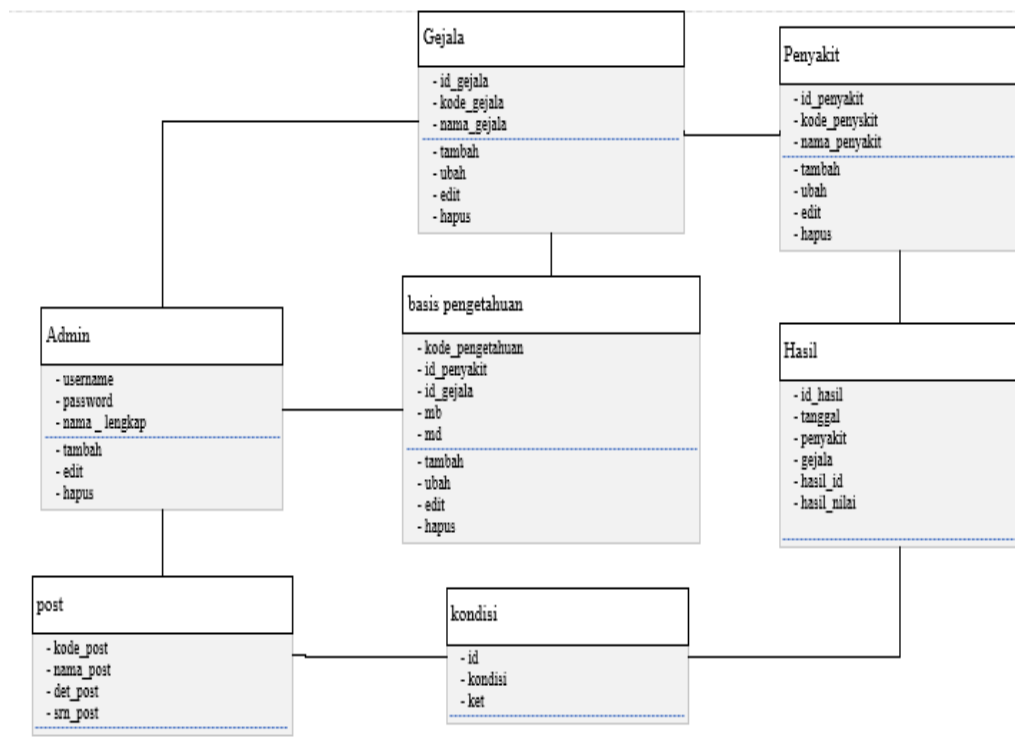 Gejala
- id_gejala
- kode_gejala
- nama_gejala
- tambah
- ubah
- edit
- hapus
Penyakit
- id_penyakit
- kode_penyskit
- nama_penyakit
- tambah
- ubah
- edit
- hapus
Admin
- username
- password
- nama _ lengkap
- tambah
- edit
- hapus
basis pengetahuan
- kode_pengetahuan
- id_penyakit
- id_gejala
- mb
- md
- tambah
- ubah
- edit
- hapus
Hasil
- id_hasil
- tanggal
- penyakit
- gejala
- hasil_id
- hasil_nilai
post
- kode_post
- nama_post
- det_post
- srn_post
kondisi
- id
- kondisi
- ket